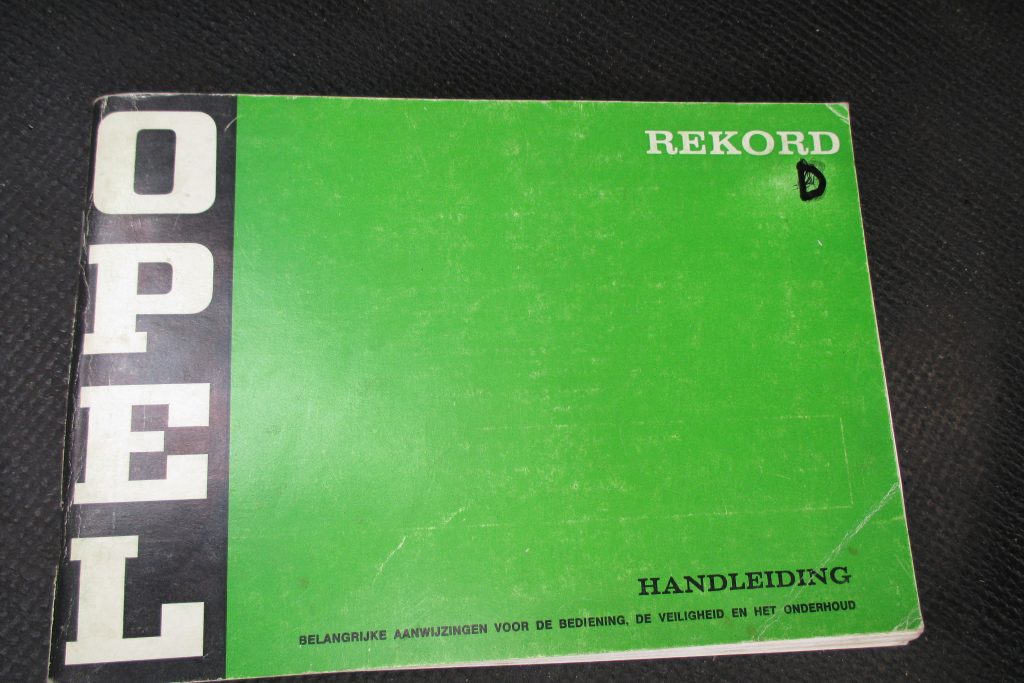 OPEL
REKORD
D
HANDLEIDING
BELANGRIJKE AANWIJZINGEN VOOR DE BEDIENING, DE VEILIGHEID EN HET ONDERHOUD